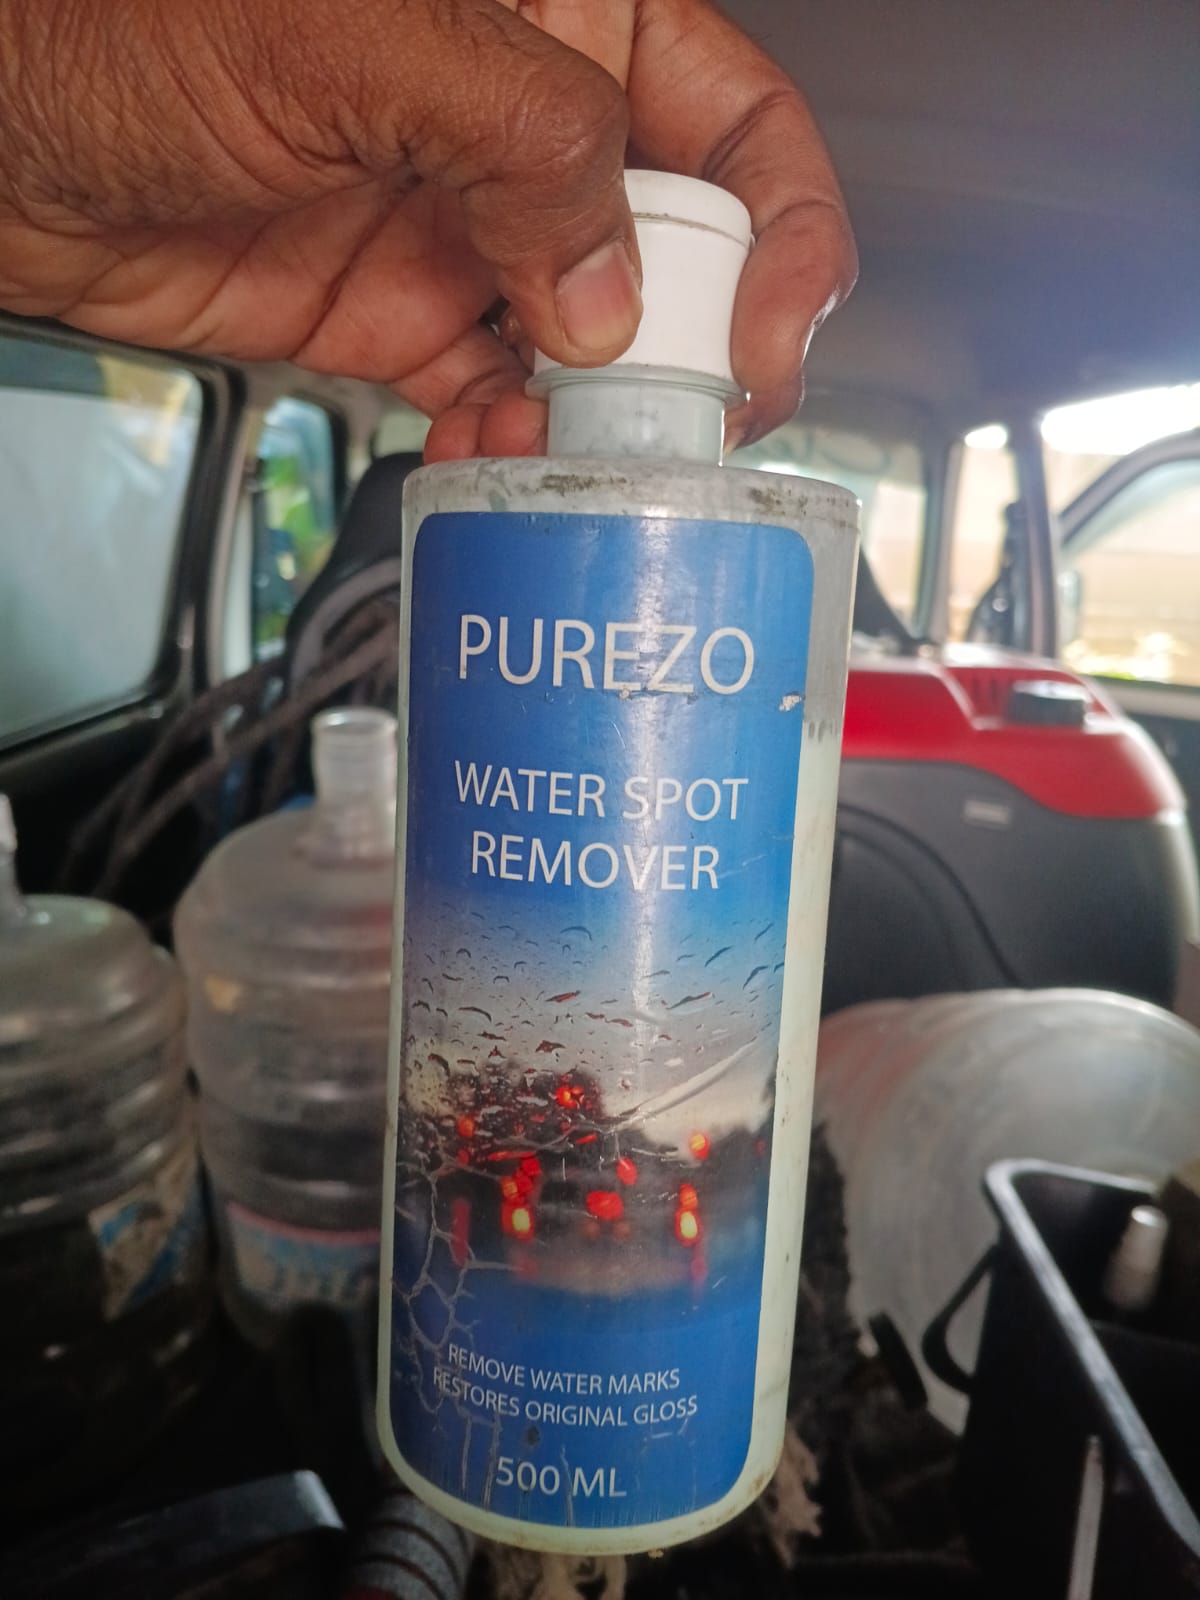 PUREZO
WATER SPOT
REMOVER
REMOVE WATER MARKS
RESTORES ORIGINAL GLOSS
500 ML